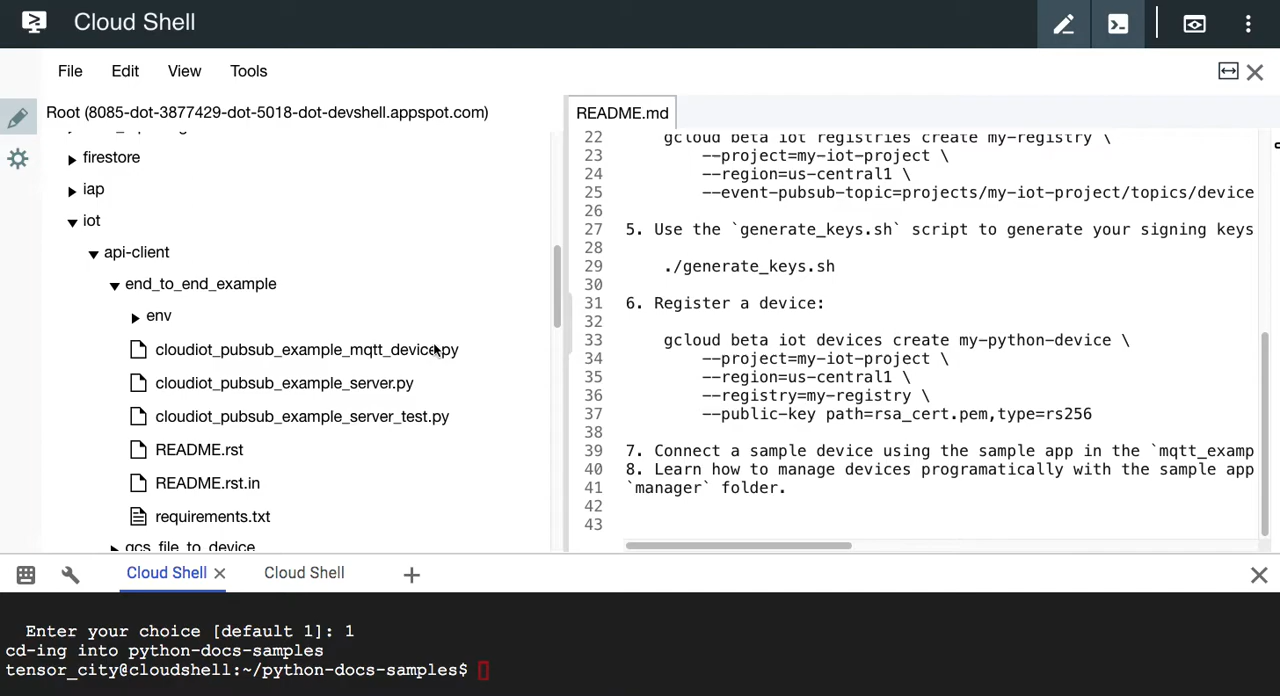 Cloud Shell
File Edit View Tools
Root (8085-dot-3877429-dot-5018-dot-devshell.appspot.com)
firestore
iap
iot
api-client
end_to_end_example
env
cloudiot_pubsub_example_mqtt_device.py
cloudiot_pubsub_example_server.py
cloudiot_pubsub_example_server_test.py
README.rst
README.rst.in
requirements.txt
gcs_file_to_device
README.md
22 gcloud beta iot registries create my-registry \
23 --project=my-iot-project \
24 --region=us-central1 \
25 --event-pubsub-topic=projects/my-iot-project/topics/device
26
27 5. Use the `generate_keys.sh` script to generate your signing keys
28
29 ./generate_keys.sh
30
31 6. Register a device:
32
33 gcloud beta iot devices create my-python-device \
34 --project=my-iot-project \
35 --region=us-central1 \
36 --registry=my-registry \
37 --public-key path=rsa_cert.pem,type=rs256
38
39 7. Connect a sample device using the sample app in the `mqtt_examp
40 8. Learn how to manage devices programatically with the sample app
41 `manager` folder.
42
43
Cloud Shell Cloud Shell
Enter your choice [default 1]: 1
cd-ing into python-docs-samples
tensor_city@cloudshell:~/python-docs-samples$